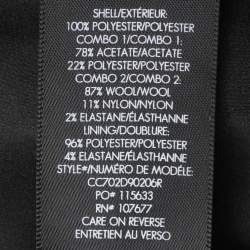 SHELL/EXTÉRIEUR:
100% POLYESTER/POLYESTER
COMBO 1/COMBO 1:
78% ACETATE/ACETATE
22% POLYESTER/POLYESTER
COMBO 2/COMBO 2:
87% WOOL/WOOL
11% NYLON/NYLON
2% ELASTANE/ÉLASTHANNE
LINING/DOUBLURE:
96% POLYESTER/POLYESTER
4% ELASTANE/ÉLASTHANNE
STYLE#/NUMÉRO DE MODÉLE:
CC702D90206R
PO# 115633
RN# 107677
CARE ON REVERSE
ENTRETIEN AU VERSO